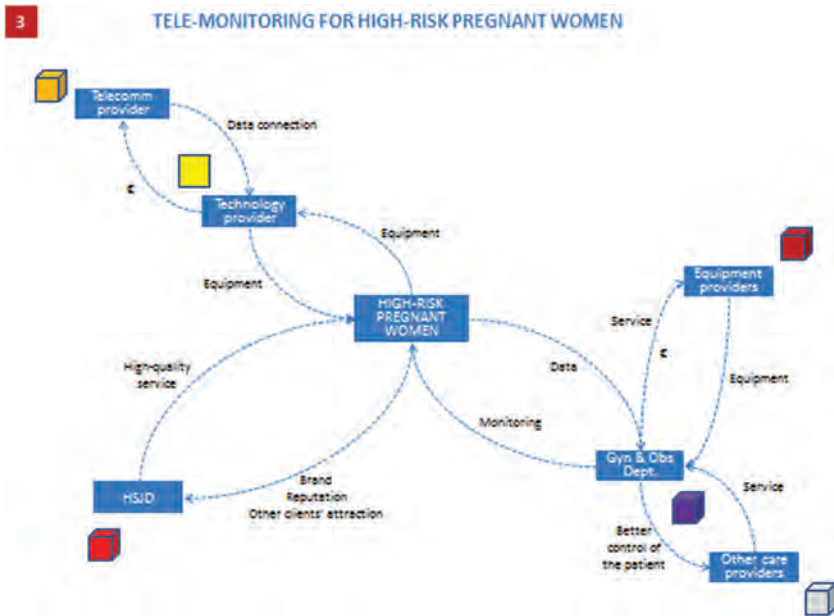 3
TELE-MONITORING FOR HIGH-RISK PREGNANT WOMEN
Telecomm
provider
Data connection
€
Technology
provider
Equipment
Equipment
Equipment
providers
HIGH-RISK
PREGNANT
WOMEN
Service
€
High-quality
service
Data
Equipment
Monitoring
Gyn & Obs
Dept.
HSJD
Brand
Reputation
Other clients' attraction
Service
Better
control of
the patient
Other care
providers